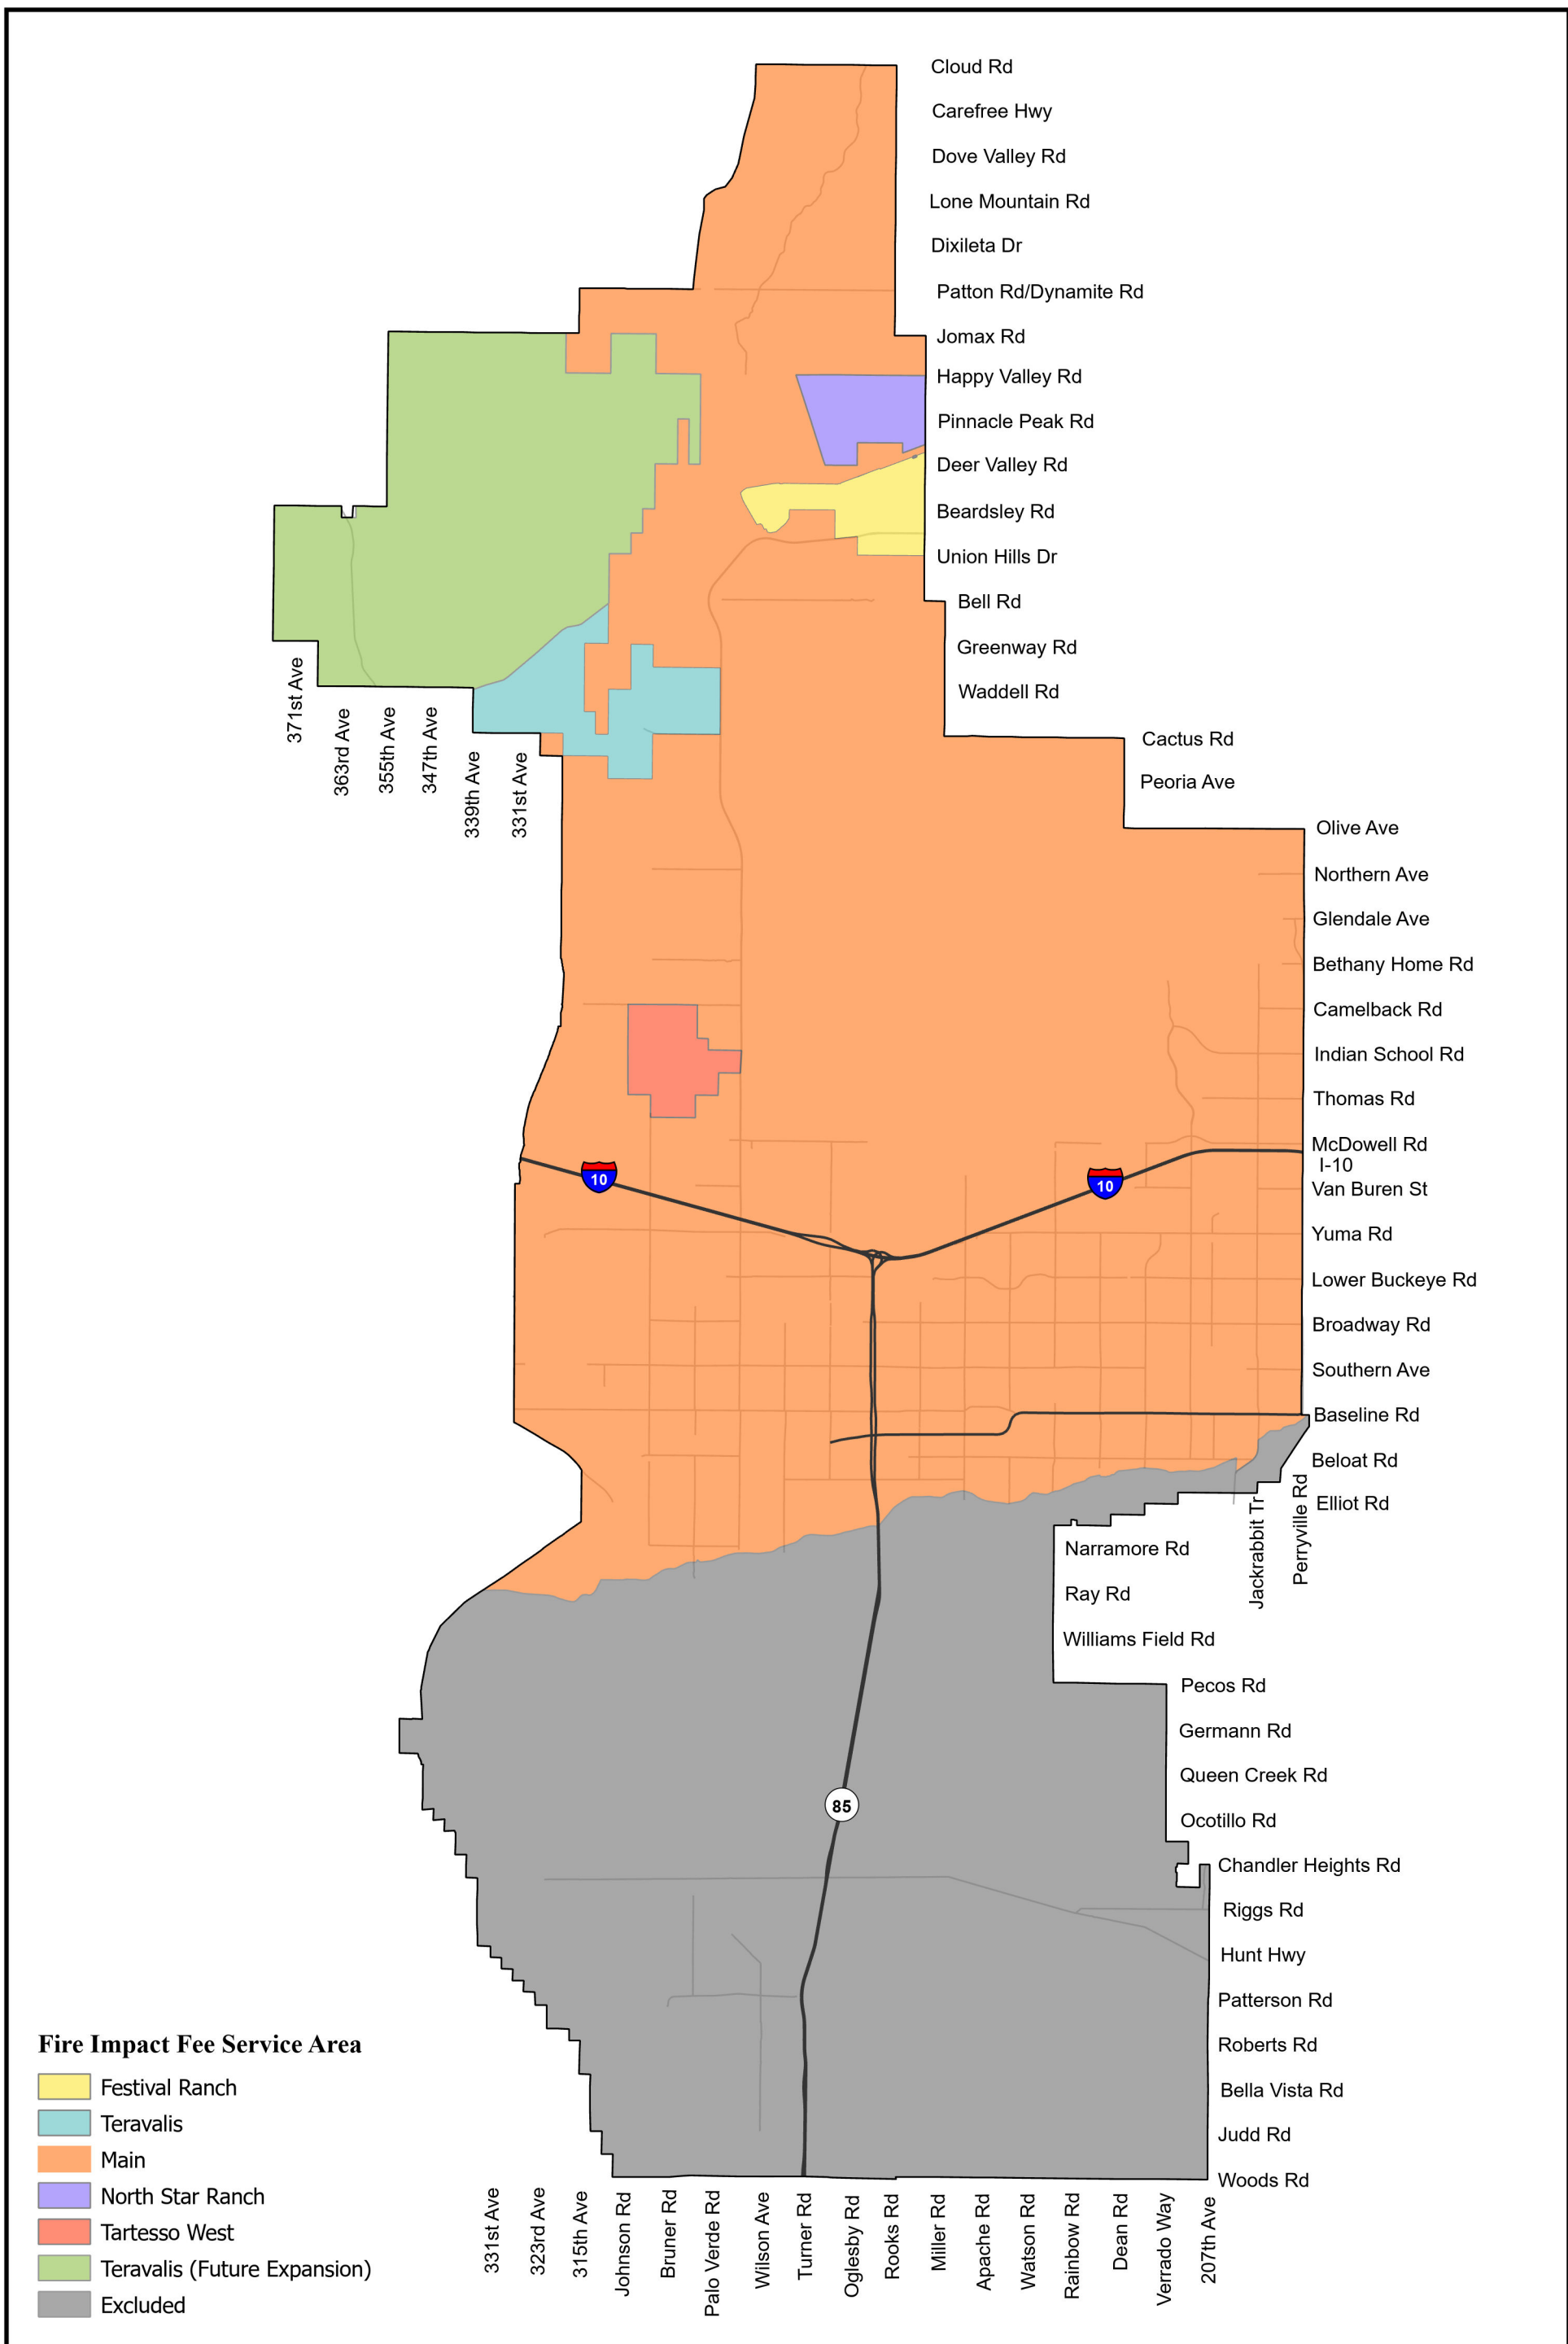 Cloud Rd
Carefree Hwy
Dove Valley Rd
Lone Mountain Rd
Dixileta Dr
Patton Rd/Dynamite Rd
Jomax Rd
Happy Valley Rd
Pinnacle Peak Rd
Deer Valley Rd
Beardsley Rd
Union Hills Dr
Bell Rd
Greenway Rd
Waddell Rd
371st Ave
363rd Ave
355th Ave
347th Ave
339th Ave
331st Ave
Cactus Rd
Peoria Ave
Olive Ave
Northern Ave
Glendale Ave
Bethany Home Rd
Camelback Rd
Indian School Rd
Thomas Rd
McDowell Rd
I-10
10
10
Van Buren St
Yuma Rd
Lower Buckeye Rd
Broadway Rd
Southern Ave
Baseline Rd
Beloat Rd
Elliot Rd
Jackrabbit Tr
Perryville Rd
Narramore Rd
Ray Rd
Williams Field Rd
Pecos Rd
Germann Rd
Queen Creek Rd
85
Ocotillo Rd
Chandler Heights Rd
Riggs Rd
Hunt Hwy
Patterson Rd
Roberts Rd
Bella Vista Rd
Judd Rd
Woods Rd
Fire Impact Fee Service Area
Festival Ranch
Teravalis
Main
North Star Ranch
Tartesso West
Teravalis (Future Expansion)
Excluded
331st Ave
323rd Ave
315th Ave
Johnson Rd
Bruner Rd
Palo Verde Rd
Wilson Ave
Turner Rd
Oglesby Rd
Rooks Rd
Miller Rd
Apache Rd
Watson Rd
Rainbow Rd
Dean Rd
Verrado Way
207th Ave